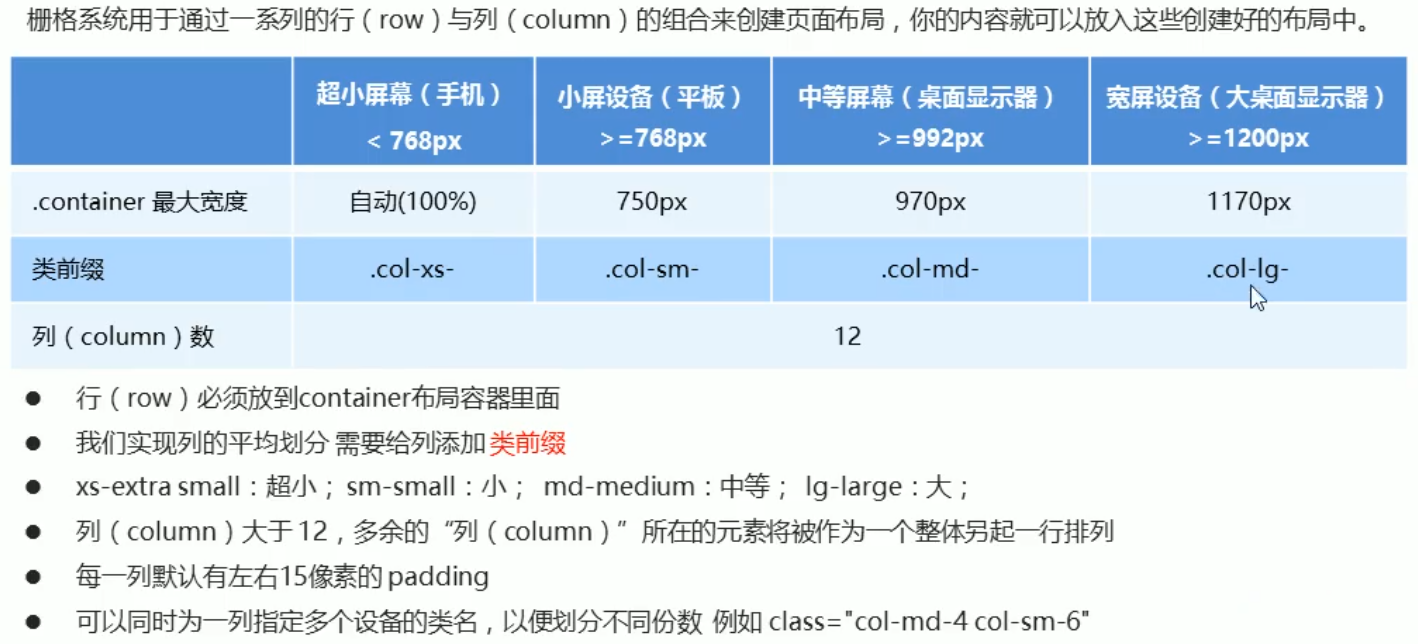 栅格系统用于通过一系列的行（row）与列（column）的组合来创建页面布局，你的内容就可以放入这些创建好的布局中。
超小屏幕（手机） 小屏设备（平板） 中等屏幕（桌面显示器） 宽屏设备（大桌面显示器）
< 768px >=768px >=992px >=1200px
.container 最大宽度 自动(100%) 750px 970px 1170px
类前缀 .col-xs- .col-sm- .col-md- .col-lg-
列（column）数 12
● 行（row）必须放到container布局容器里面
● 我们实现列的平均划分 需要给列添加 类前缀
● xs-extra small：超小； sm-small：小； md-medium：中等； lg-large：大；
● 列（column）大于 12，多余的“列（column）”所在的元素将被作为一个整体另起一行排列
● 每一列默认有左右15像素的 padding
● 可以同时为一列指定多个设备的类名，以便划分不同份数 例如 class="col-md-4 col-sm-6"